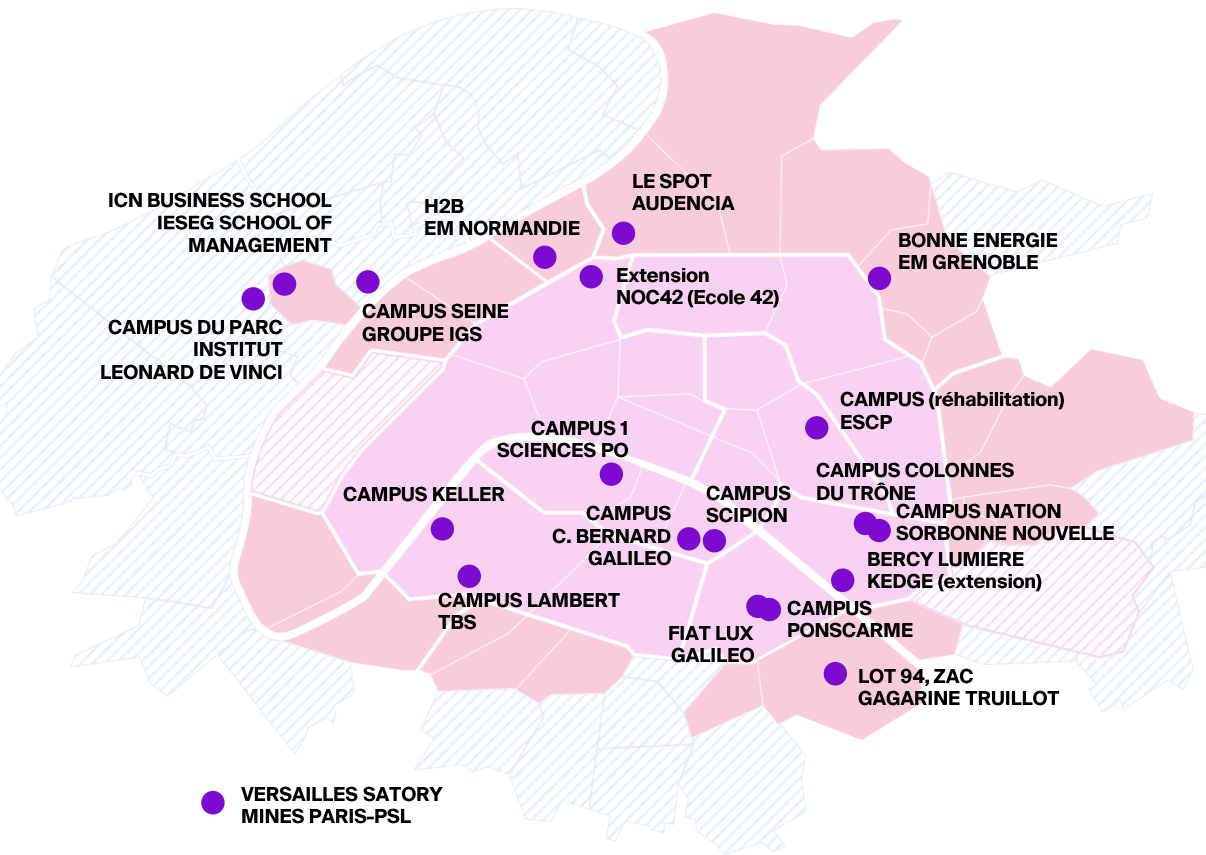 LE SPOT
AUDENCIA
ICN BUSINESS SCHOOL
IESEG SCHOOL OF
MANAGEMENT
H2B
EM NORMANDIE
BONNE ENERGIE
EM GRENOBLE
Extension
NOC42 (Ecole 42)
CAMPUS SEINE
GROUPE IGS
CAMPUS DU PARC
INSTITUT
LEONARD DE VINCI
CAMPUS (réhabilitation)
ESCP
CAMPUS 1
SCIENCES PO
CAMPUS COLONNES
DU TRÔNE
CAMPUS KELLER
CAMPUS
SCIPION
CAMPUS
C. BERNARD
GALILEO
CAMPUS NATION
SORBONNE NOUVELLE
BERCY LUMIERE
KEDGE (extension)
CAMPUS LAMBERT
TBS
CAMPUS
PONSCARME
FIAT LUX
GALILEO
LOT 94, ZAC
GAGARINE TRUILLOT
VERSAILLES SATORY
MINES PARIS-PSL